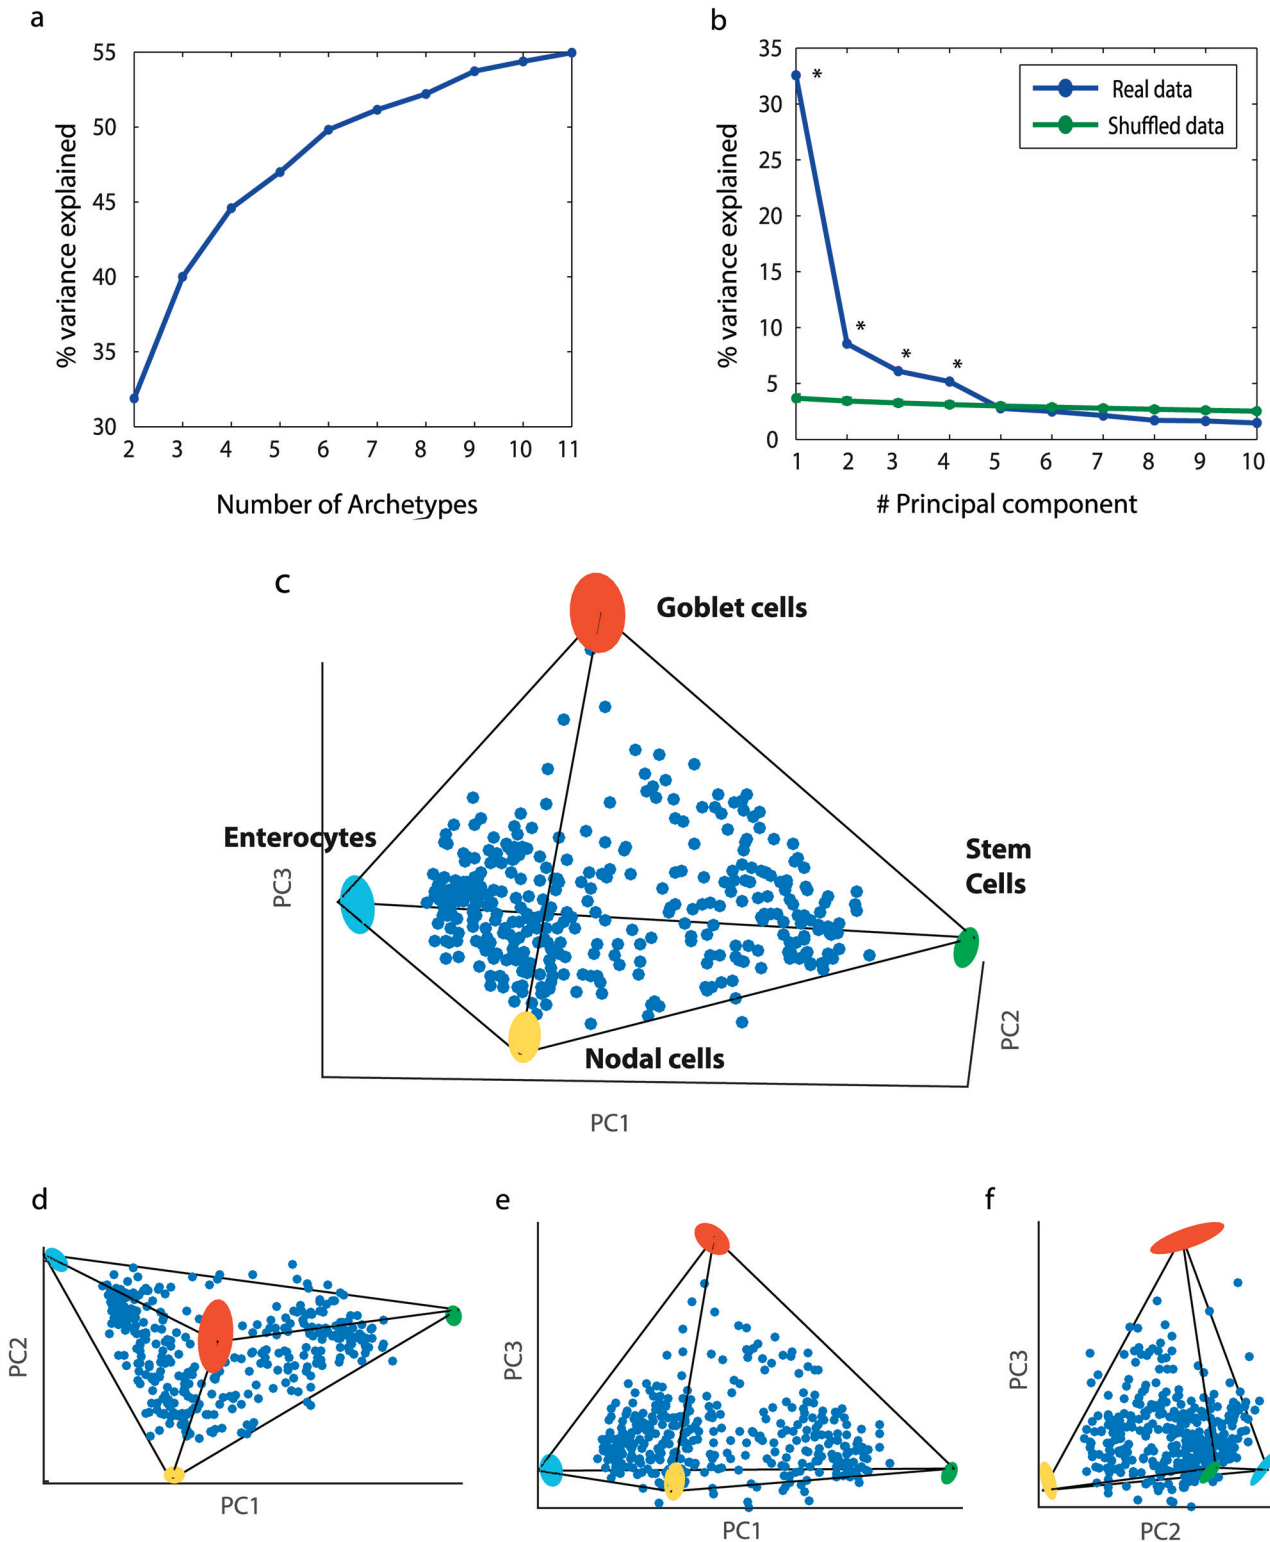 a
55
50
45
40
35
30
% variance explained
2 3 4 5 6 7 8 9 10 11
Number of Archetypes
b
35
30
25
20
15
10
5
0
% variance explained
*
*
*
*
Real data
Shuffled data
1 2 3 4 5 6 7 8 9 10
# Principal component
c
Goblet cells
Enterocytes
Stem
Cells
Nodal cells
PC3
PC2
PC1
d
PC2
PC1
e
PC3
PC1
f
PC3
PC2